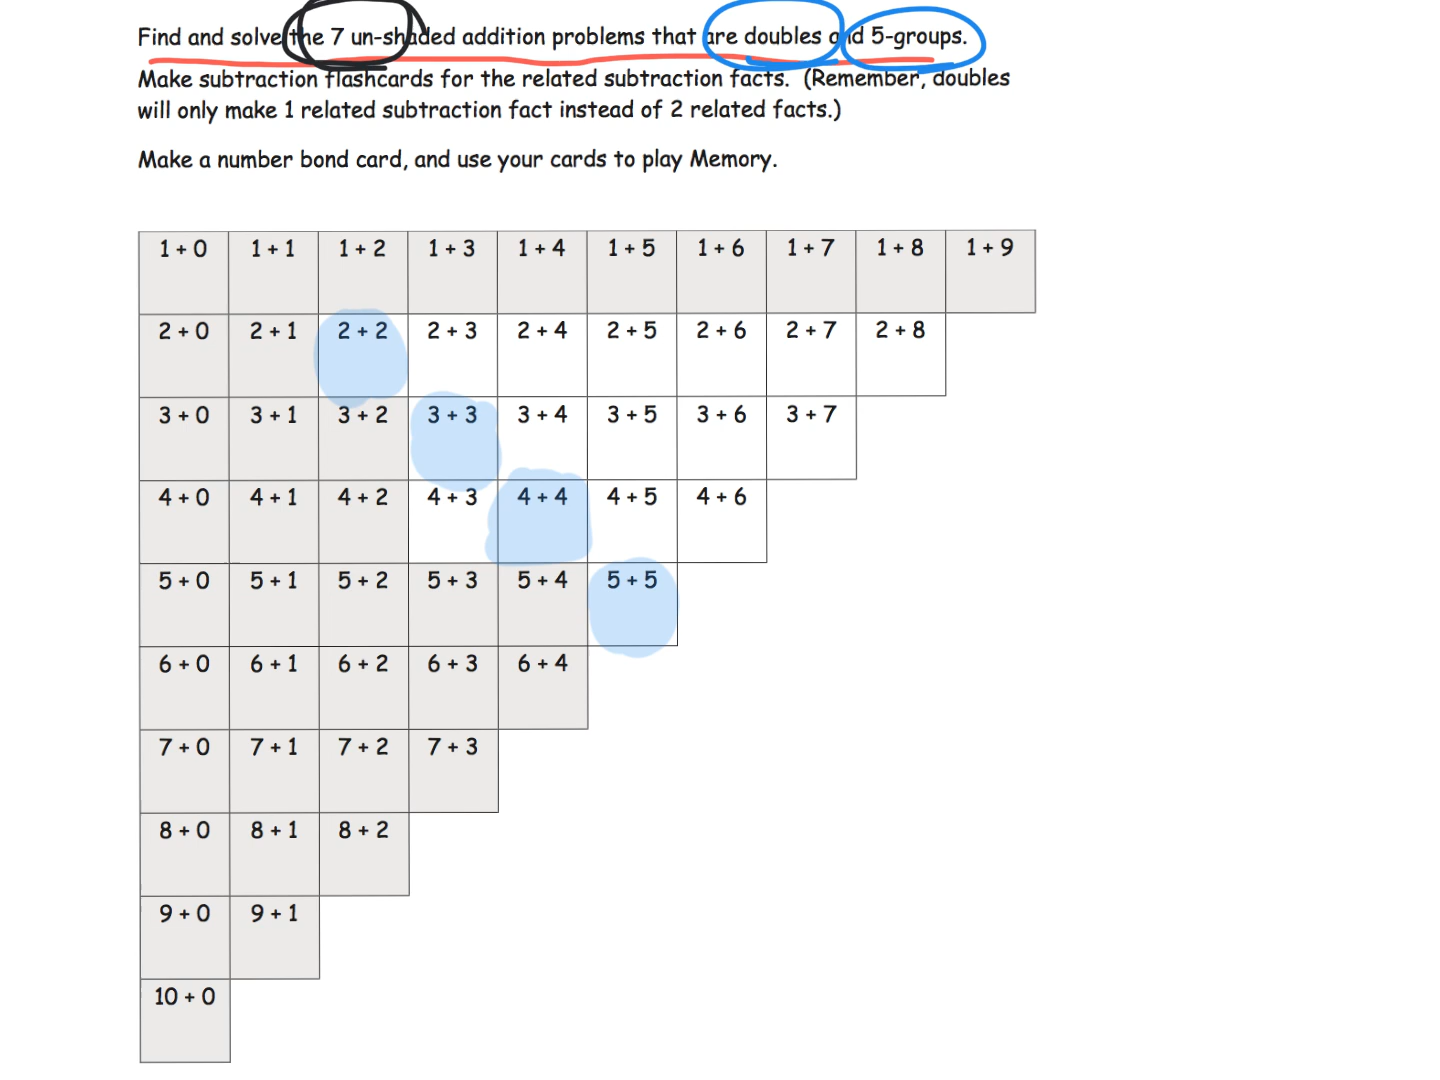 Find and solve the 7 un-shaded addition problems that are doubles and 5-groups.
Make subtraction flashcards for the related subtraction facts. (Remember, doubles
will only make 1 related subtraction fact instead of 2 related facts.)
Make a number bond card, and use your cards to play Memory.
1 + 0 1 + 1 1 + 2 1 + 3 1 + 4 1 + 5 1 + 6 1 + 7 1 + 8 1 + 9
2 + 0 2 + 1 2 + 2 2 + 3 2 + 4 2 + 5 2 + 6 2 + 7 2 + 8
3 + 0 3 + 1 3 + 2 3 + 3 3 + 4 3 + 5 3 + 6 3 + 7
4 + 0 4 + 1 4 + 2 4 + 3 4 + 4 4 + 5 4 + 6
5 + 0 5 + 1 5 + 2 5 + 3 5 + 4 5 + 5
6 + 0 6 + 1 6 + 2 6 + 3 6 + 4
7 + 0 7 + 1 7 + 2 7 + 3
8 + 0 8 + 1 8 + 2
9 + 0 9 + 1
10 + 0